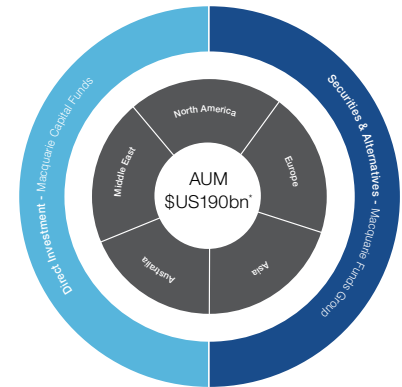 Direct Investment - Macquarie Capital Funds
Securities & Alternatives - Macquarie Funds Group
North America
Europe
Asia
Australia
Middle East
AUM
$US190bn*